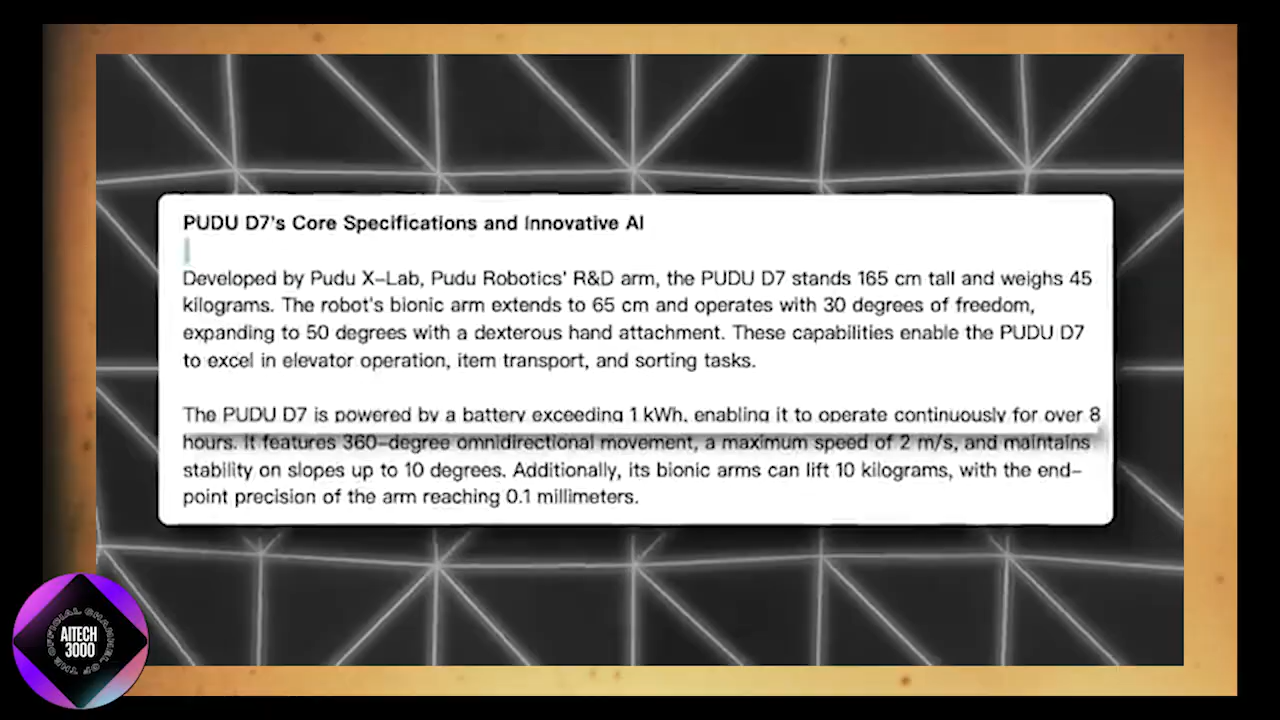 PUDU D7's Core Specifications and Innovative AI
Developed by Pudu X-Lab, Pudu Robotics' R&D arm, the PUDU D7 stands 165 cm tall and weighs 45
kilograms. The robot's bionic arm extends to 65 cm and operates with 30 degrees of freedom,
expanding to 50 degrees with a dexterous hand attachment. These capabilities enable the PUDU D7
to excel in elevator operation, item transport, and sorting tasks.
The PUDU D7 is powered by a battery exceeding 1 kWh, enabling it to operate continuously for over 8
hours. It features 360-degree omnidirectional movement, a maximum speed of 2 m/s, and maintains
stability on slopes up to 10 degrees. Additionally, its bionic arms can lift 10 kilograms, with the end-
point precision of the arm reaching 0.1 millimeters.
THE OFFICIAL CHANNEL OF
AITECH
3000